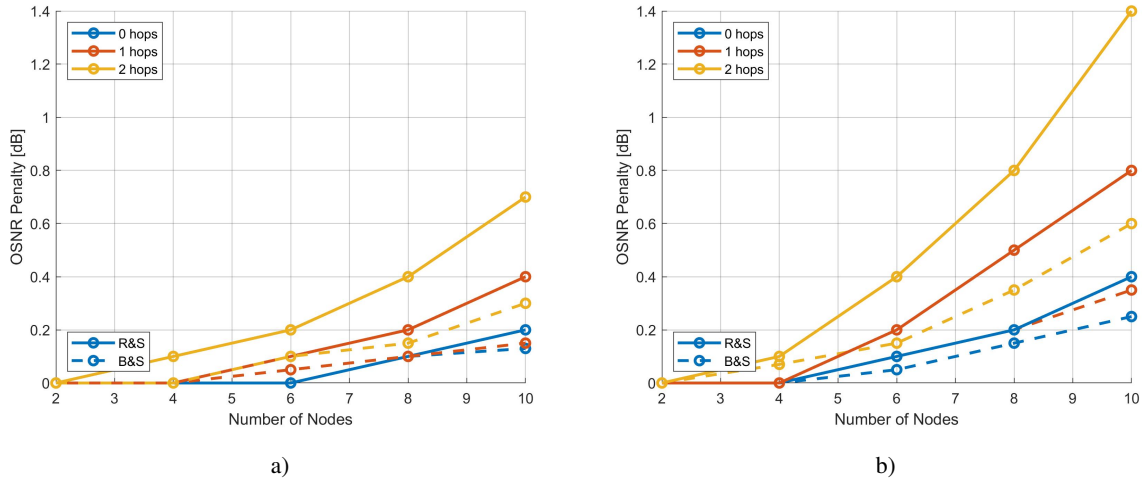 1.4
1.2
1
0.8
0.6
0.4
0.2
0
OSNR Penalty [dB]
0 hops
1 hops
2 hops
R&S
B&S
2 3 4 5 6 7 8 9 10
Number of Nodes
a)
1.4
1.2
1
0.8
0.6
0.4
0.2
0
OSNR Penalty [dB]
0 hops
1 hops
2 hops
R&S
B&S
2 3 4 5 6 7 8 9 10
Number of Nodes
b)